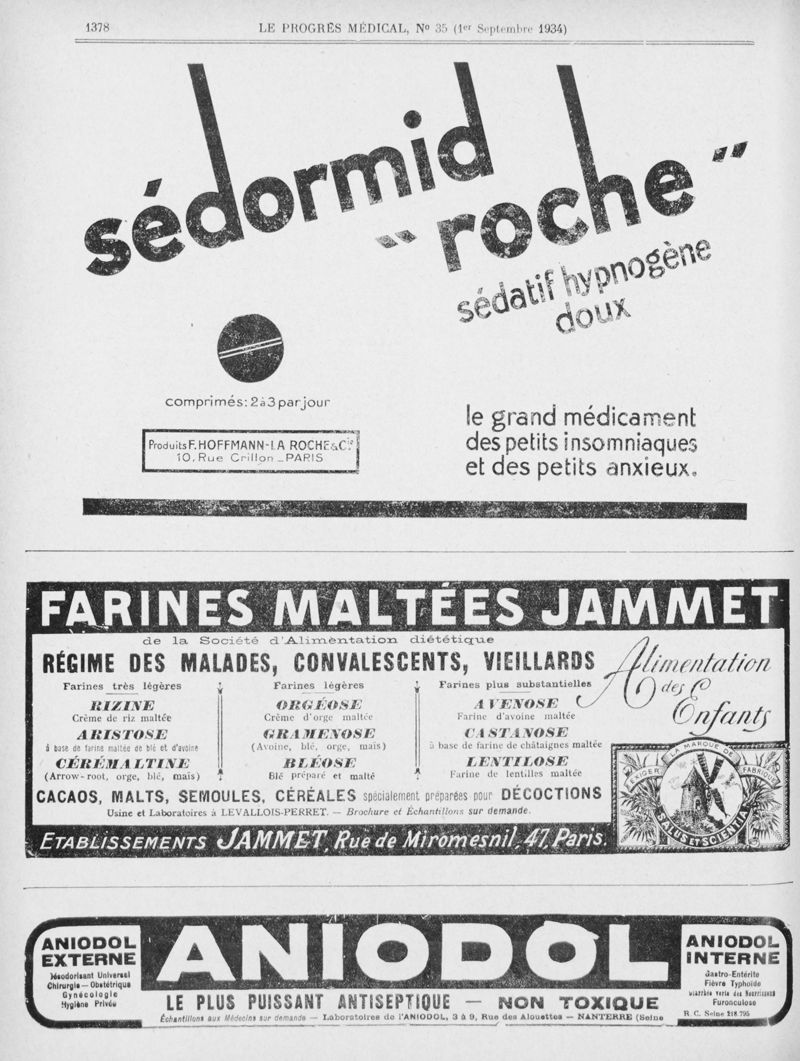 1378
LE PROGRÈS MÉDICAL, No 35 (1er Septembre 1934)
sédormid
"roche"
sédatif hypnogène
doux
comprimés: 2 à 3 par jour
Produits F. HOFFMANN-LA ROCHE & Cie
10, Rue Crillon _ PARIS
le grand médicament
des petits insomniaques
et des petits anxieux.
FARINES MALTÉES JAMMET
de la Société d'Alimentation diététique
RÉGIME DES MALADES, CONVALESCENTS, VIEILLARDS
Farines très légères
RIZINE
Crème de riz maltée
ARISTOSE
à base de farine maltée de blé et d'avoine
CÉRÉMALTINE
(Arrow-root, orge, blé, maïs)
Farines légères
ORGÉOSE
Crème d'orge maltée
GRAMENOSE
(Avoine, blé, orge, maïs)
BLÉOSE
Blé préparé et malté
Farines plus substantielles
AVENOSE
Farine d'avoine maltée
CASTANOSE
à base de farine de châtaignes maltée
LENTILOSE
Farine de lentilles maltée
Alimentation
des
Enfants
EXIGER LA MARQUE DE FABRIQUE
SALUS ET SCIENTIA
CACAOS, MALTS, SEMOULES, CÉRÉALES spécialement préparées pour DÉCOCTIONS
Usine et Laboratoires à LEVALLOIS-PERRET. — Brochure et Échantillons sur demande.
ETABLISSEMENTS JAMMET, Rue de Miromesnil, 47, Paris.
ANIODOL
EXTERNE
Désodorisant Universel
Chirurgie — Obstétrique
Gynécologie
Hygiène Privée
ANIODOL
LE PLUS PUISSANT ANTISEPTIQUE — NON TOXIQUE
Échantillons aux Médecins sur demande — Laboratoires de l'ANIODOL, 3 à 9, Rue des Alouettes — NANTERRE (Seine
ANIODOL
INTERNE
Gastro-Entérite
Fièvre Typhoïde
Diarrhée verte des Nourrissons
Furonculose
R. C. Seine 218.795